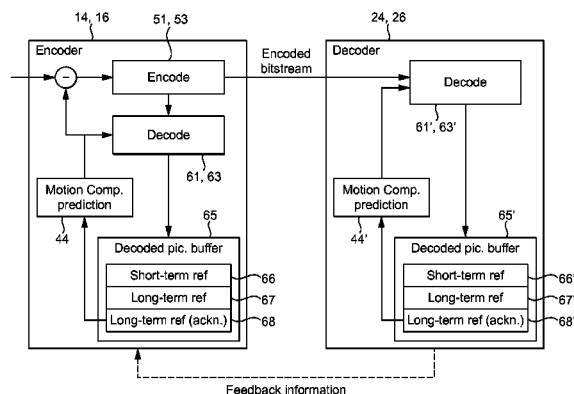 14, 16
51, 53
24, 26
Encoder
Encoded
bitstream
Decoder
−
Encode
Decode
61, 63
Decode
61', 63'
Motion Comp.
prediction
44
65
Decoded pic. buffer
Short-term ref
66
Long-term ref
67
Long-term ref (ackn.)
68
Motion Comp.
prediction
44'
65'
Decoded pic. buffer
Short-term ref
66'
Long-term ref
67'
Long-term ref (ackn.)
68'
Feedback information